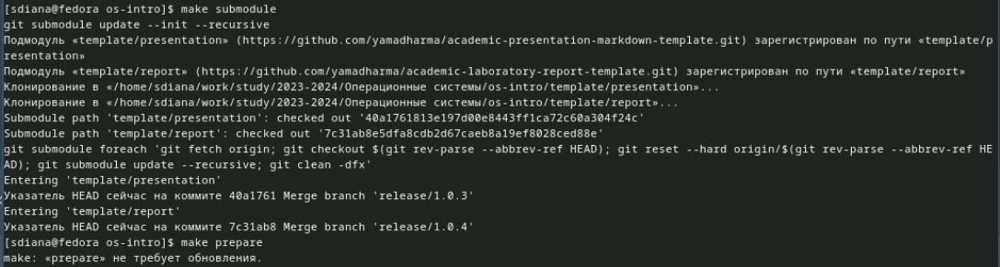 [sdiana@fedora os-intro]$ make submodule
git submodule update --init --recursive
Подмодуль «template/presentation» (https://github.com/yamadharma/academic-presentation-markdown-template.git) зарегистрирован по пути «template/p
resentation»
Подмодуль «template/report» (https://github.com/yamadharma/academic-laboratory-report-template.git) зарегистрирован по пути «template/report»
Клонирование в «/home/sdiana/work/study/2023-2024/Операционные системы/os-intro/template/presentation»...
Клонирование в «/home/sdiana/work/study/2023-2024/Операционные системы/os-intro/template/report»...
Submodule path 'template/presentation': checked out '40a1761813e197d00e8443ff1ca72c60a304f24c'
Submodule path 'template/report': checked out '7c31ab8e5dfa8cdb2d67caeb8a19ef8028ced88e'
git submodule foreach 'git fetch origin; git checkout $(git rev-parse --abbrev-ref HEAD); git reset --hard origin/$(git rev-parse --abbrev-ref HE
AD); git submodule update --recursive; git clean -dfx'
Entering 'template/presentation'
Указатель HEAD сейчас на коммите 40a1761 Merge branch 'release/1.0.3'
Entering 'template/report'
Указатель HEAD сейчас на коммите 7c31ab8 Merge branch 'release/1.0.4'
[sdiana@fedora os-intro]$ make prepare
make: «prepare» не требует обновления.